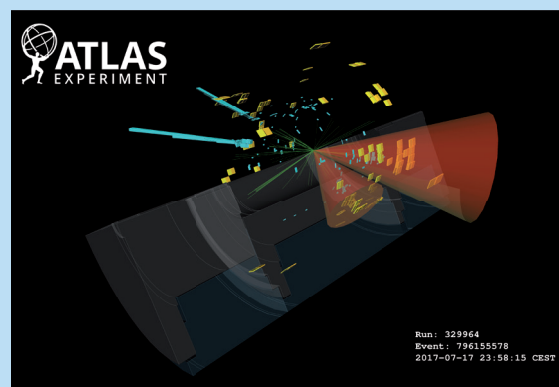 ATLAS
EXPERIMENT
Run: 329964
Event: 796155578
2017-07-17 23:58:15 CEST